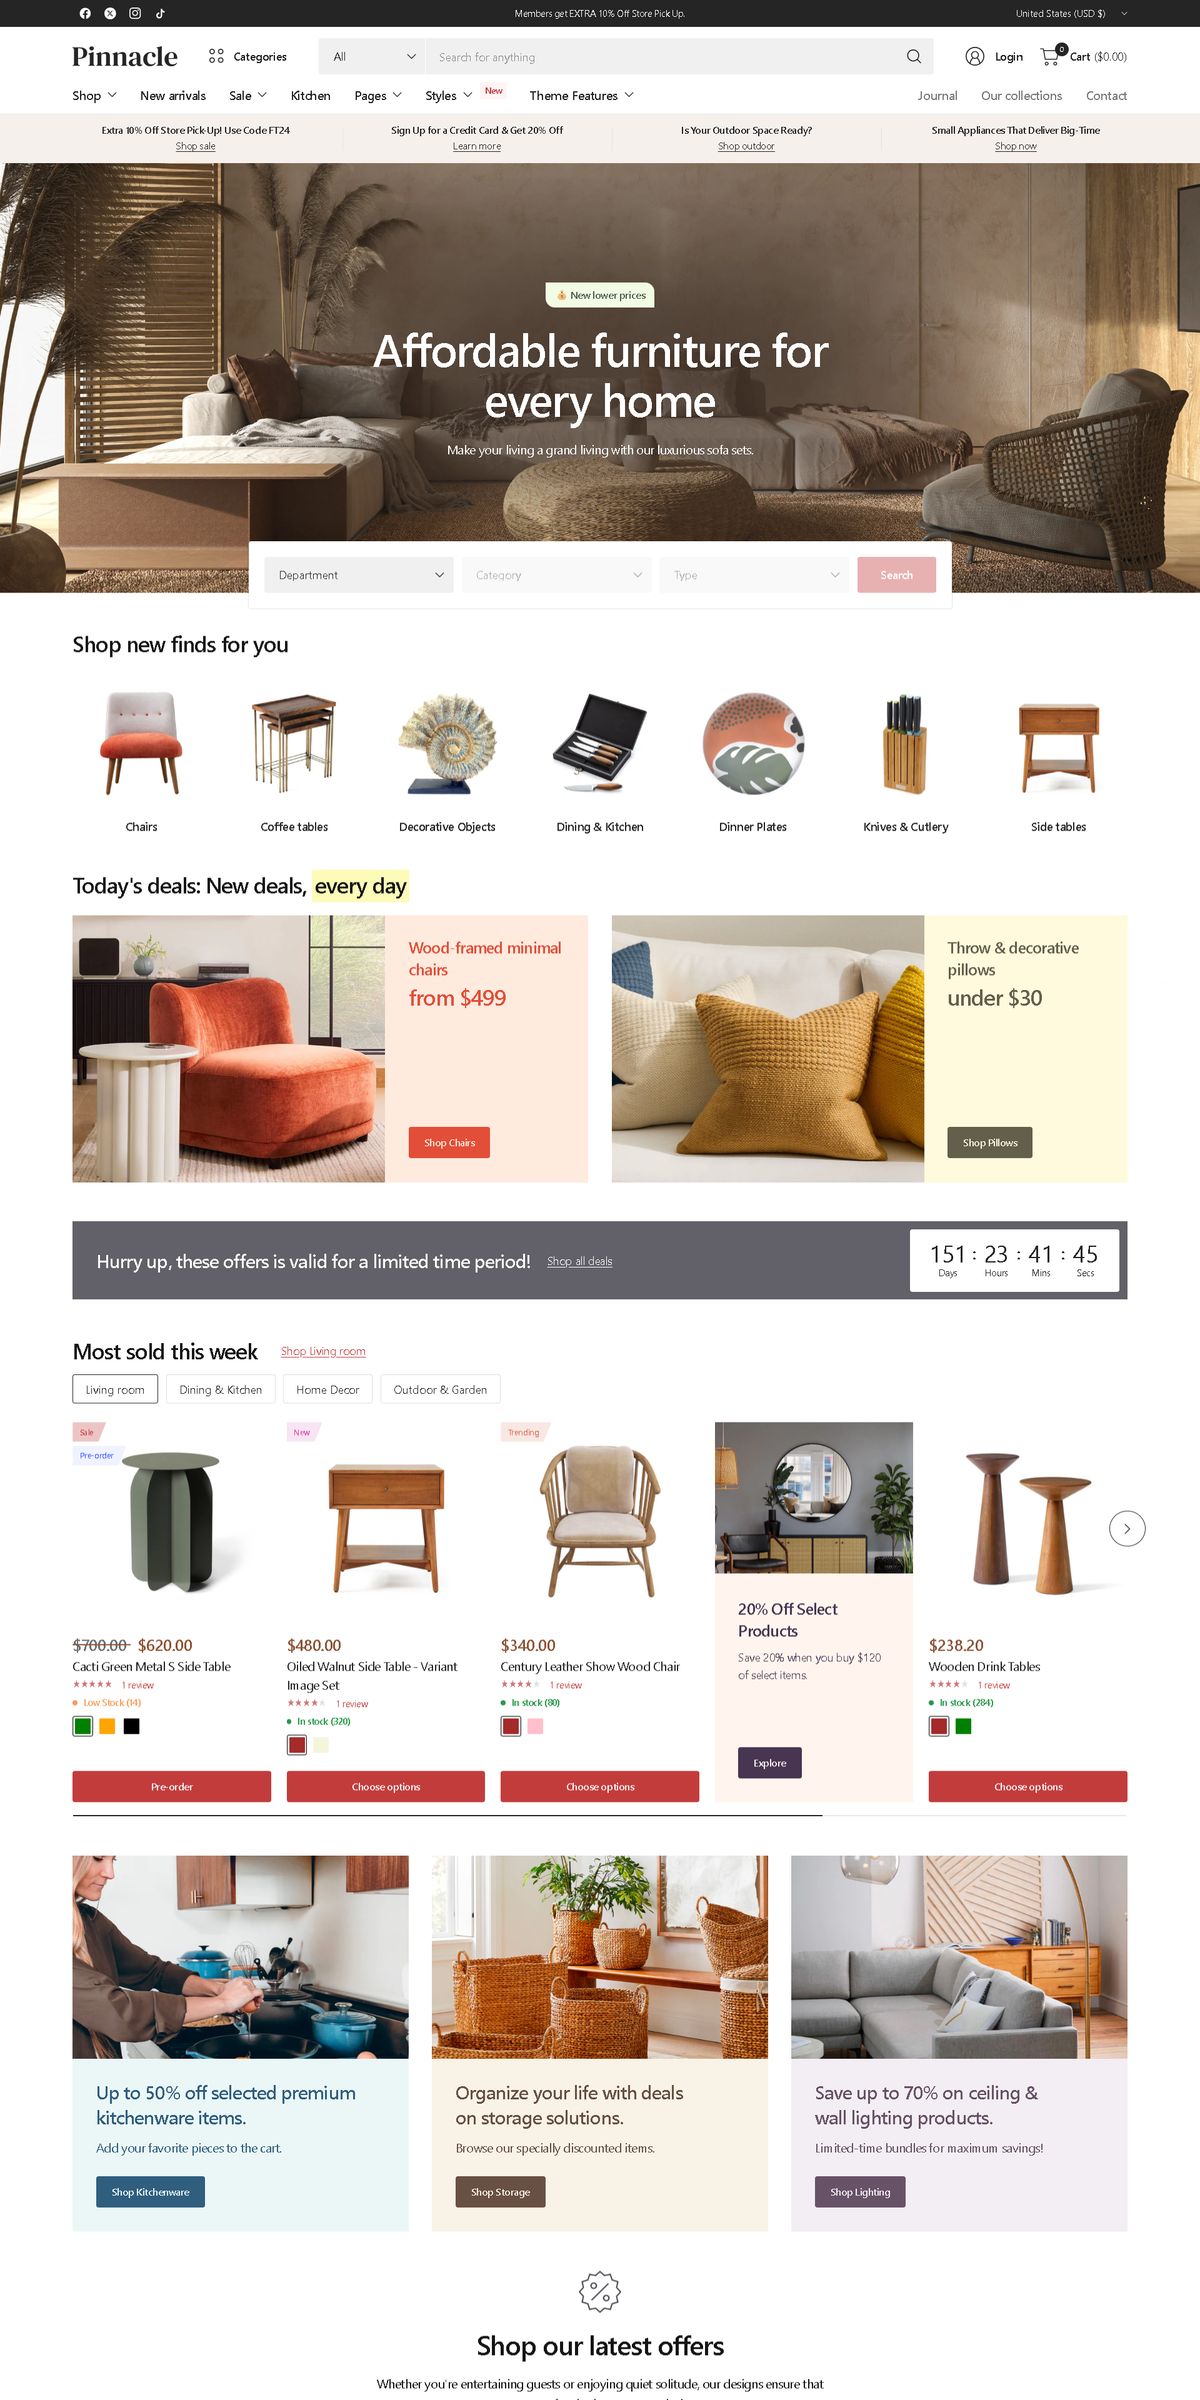 Members get EXTRA 10% Off Store Pick Up.
United States (USD $)
Pinnacle
Categories
All
Search for anything
Login
0
Cart ($0.00)
Shop
New arrivals
Sale
Kitchen
Pages
Styles
New
Theme Features
Journal
Our collections
Contact
Extra 10% Off Store Pick-Up! Use Code FT24
Shop sale
Sign Up for a Credit Card & Get 20% Off
Learn more
Is Your Outdoor Space Ready?
Shop outdoor
Small Appliances That Deliver Big-Time
Shop now
New lower prices
Affordable furniture for
every home
Make your living a grand living with our luxurious sofa sets.
Department
Category
Type
Search
Shop new finds for you
Chairs
Coffee tables
Decorative Objects
Dining & Kitchen
Dinner Plates
Knives & Cutlery
Side tables
Today's deals: New deals, every day
Wood-framed minimal
chairs
from $499
Shop Chairs
Throw & decorative
pillows
under $30
Shop Pillows
Hurry up, these offers is valid for a limited time period!
Shop all deals
151 : 23 : 41 : 45
Days Hours Mins Secs
Most sold this week
Shop Living room
Living room
Dining & Kitchen
Home Decor
Outdoor & Garden
Sale
Pre-order
$700.00 $620.00
Cacti Green Metal S Side Table
1 review
Low Stock (14)
Pre-order
New
$480.00
Oiled Walnut Side Table - Variant
Image Set
1 review
In stock (320)
Choose options
Trending
$340.00
Century Leather Show Wood Chair
1 review
In stock (80)
Choose options
20% Off Select
Products
Save 20% when you buy $120
of select items.
Explore
$238.20
Wooden Drink Tables
1 review
In stock (284)
Choose options
Up to 50% off selected premium
kitchenware items.
Add your favorite pieces to the cart.
Shop Kitchenware
Organize your life with deals
on storage solutions.
Browse our specially discounted items.
Shop Storage
Save up to 70% on ceiling &
wall lighting products.
Limited-time bundles for maximum savings!
Shop Lighting
Shop our latest offers
Whether you're entertaining guests or enjoying quiet solitude, our designs ensure that